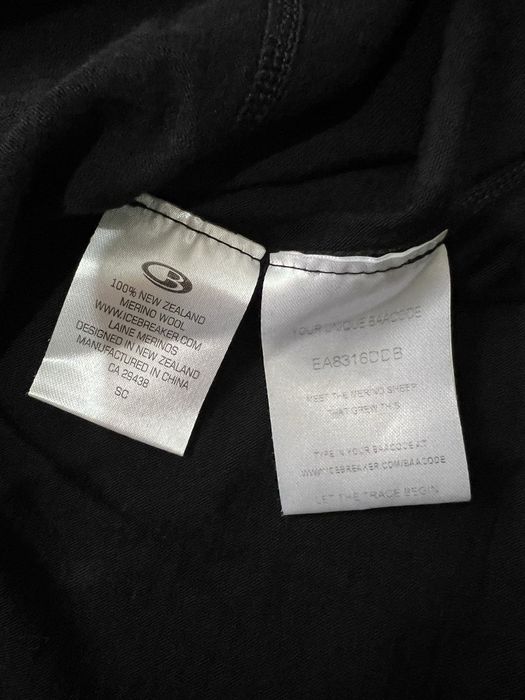 100% NEW ZEALAND
MERINO WOOL
WWW.ICEBREAKER.COM
LAINE MERINOS
DESIGNED IN NEW ZEALAND
MANUFACTURED IN CHINA
CA 29438
SC
YOUR UNIQUE BAACODE
EA8316DDB
MEET THE MERINO SHEEP
THAT GREW THIS
TYPE IN YOUR BAACODE AT
WWW.ICEBREAKER.COM/BAACODE
LET THE TRACE BEGIN